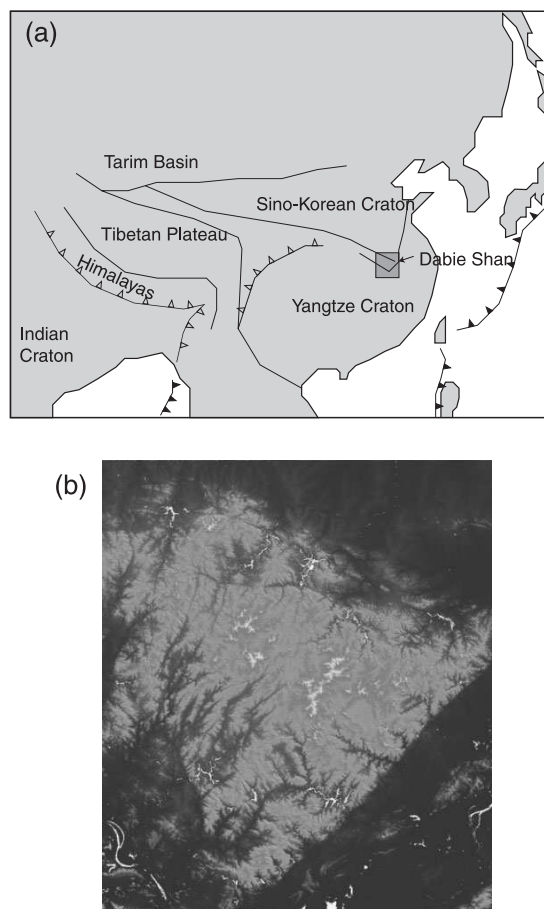 (a)
Tarim Basin
Sino-Korean Craton
Tibetan Plateau
Dabie Shan
Himalayas
Yangtze Craton
Indian
Craton
(b)